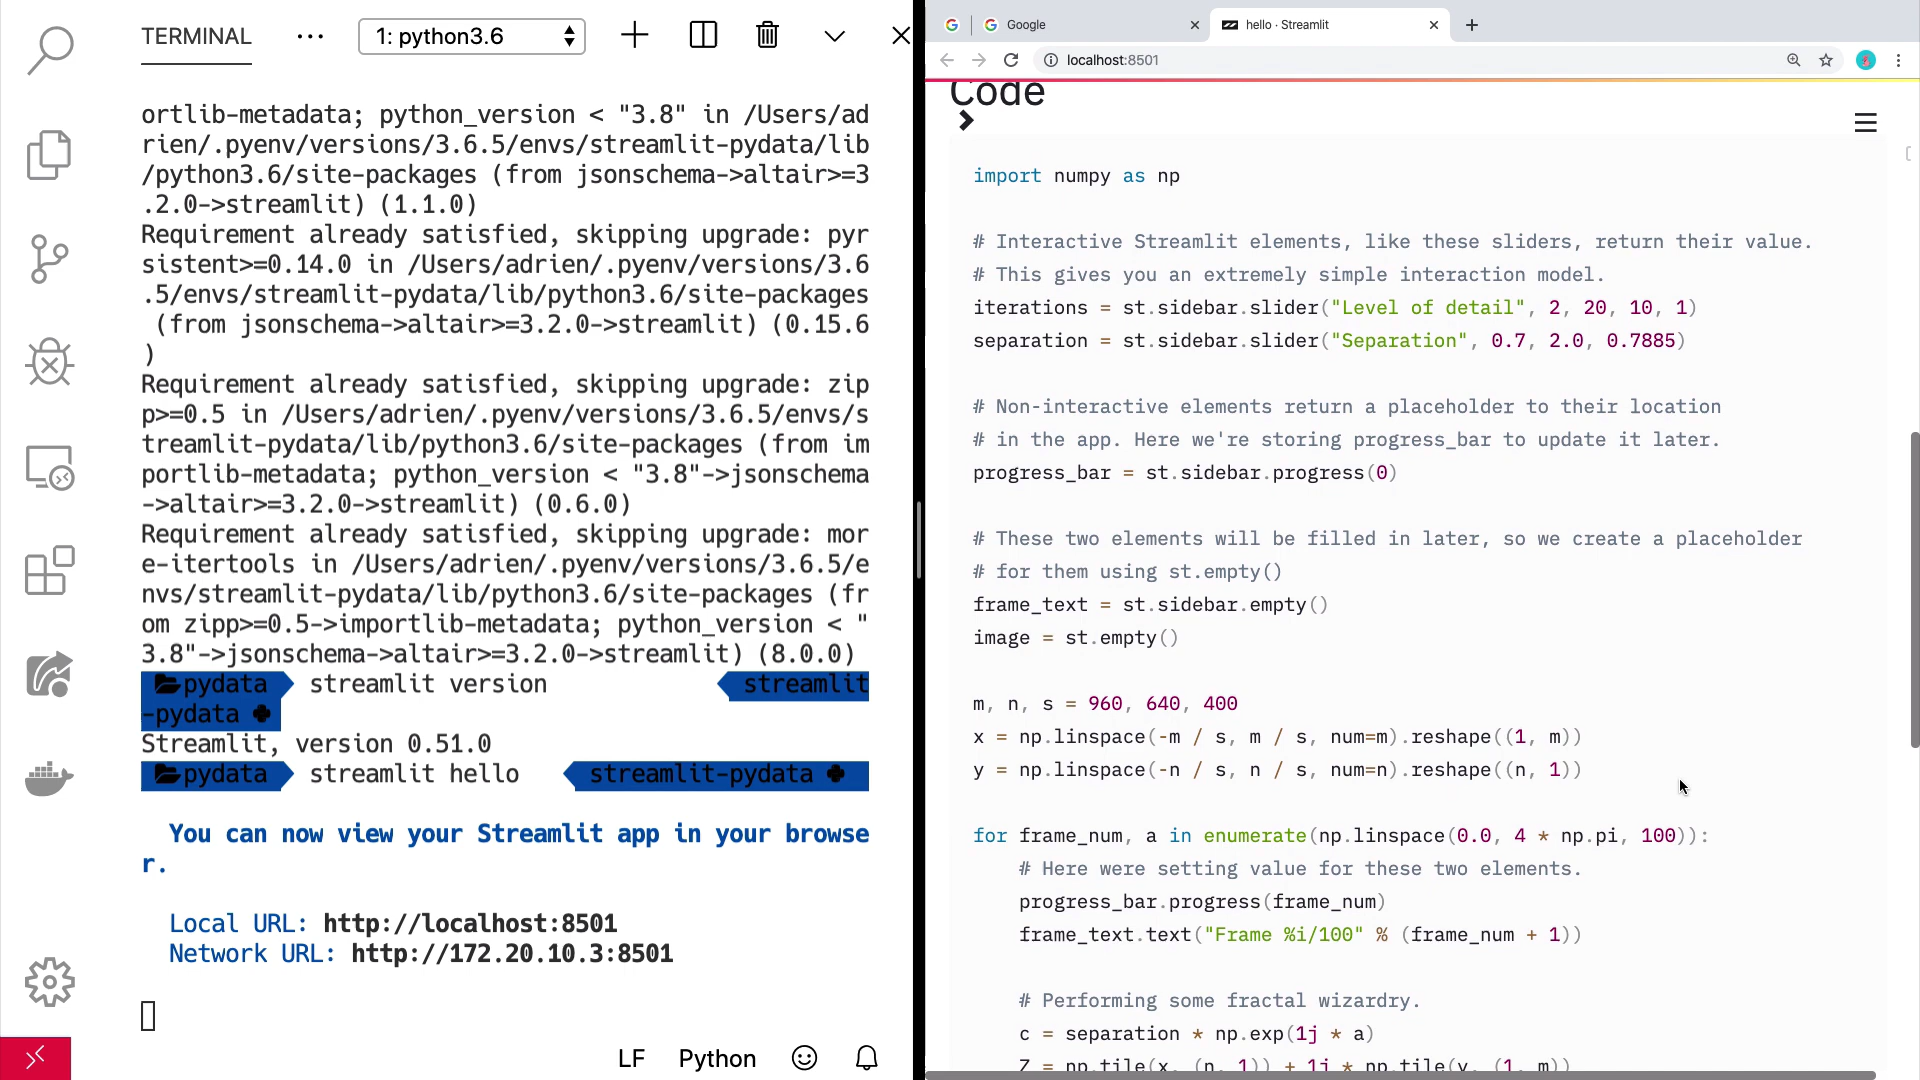 TERMINAL
1: python3.6
ortlib-metadata; python_version < "3.8" in /Users/ad
rien/.pyenv/versions/3.6.5/envs/streamlit-pydata/lib
/python3.6/site-packages (from jsonschema->altair>=3
.2.0->streamlit) (1.1.0)
Requirement already satisfied, skipping upgrade: pyr
sistent>=0.14.0 in /Users/adrien/.pyenv/versions/3.6
.5/envs/streamlit-pydata/lib/python3.6/site-packages
 (from jsonschema->altair>=3.2.0->streamlit) (0.15.6
)
Requirement already satisfied, skipping upgrade: zip
p>=0.5 in /Users/adrien/.pyenv/versions/3.6.5/envs/s
treamlit-pydata/lib/python3.6/site-packages (from im
portlib-metadata; python_version < "3.8"->jsonschema
->altair>=3.2.0->streamlit) (0.6.0)
Requirement already satisfied, skipping upgrade: mor
e-itertools in /Users/adrien/.pyenv/versions/3.6.5/e
nvs/streamlit-pydata/lib/python3.6/site-packages (fr
om zipp>=0.5->importlib-metadata; python_version < "
3.8"->jsonschema->altair>=3.2.0->streamlit) (8.0.0)
pydata streamlit version streamlit
-pydata
Streamlit, version 0.51.0
pydata streamlit hello streamlit-pydata
You can now view your Streamlit app in your browse
r.
Local URL: http://localhost:8501
Network URL: http://172.20.10.3:8501
LF Python
Google
hello · Streamlit
localhost:8501
Code
import numpy as np
# Interactive Streamlit elements, like these sliders, return their value.
# This gives you an extremely simple interaction model.
iterations = st.sidebar.slider("Level of detail", 2, 20, 10, 1)
separation = st.sidebar.slider("Separation", 0.7, 2.0, 0.7885)
# Non-interactive elements return a placeholder to their location
# in the app. Here we're storing progress_bar to update it later.
progress_bar = st.sidebar.progress(0)
# These two elements will be filled in later, so we create a placeholder
# for them using st.empty()
frame_text = st.sidebar.empty()
image = st.empty()
m, n, s = 960, 640, 400
x = np.linspace(-m / s, m / s, num=m).reshape((1, m))
y = np.linspace(-n / s, n / s, num=n).reshape((n, 1))
for frame_num, a in enumerate(np.linspace(0.0, 4 * np.pi, 100)):
    # Here were setting value for these two elements.
    progress_bar.progress(frame_num)
    frame_text.text("Frame %i/100" % (frame_num + 1))
    # Performing some fractal wizardry.
    c = separation * np.exp(1j * a)
    Z = np.tile(x, (n, 1)) + 1j * np.tile(y, (1, m))